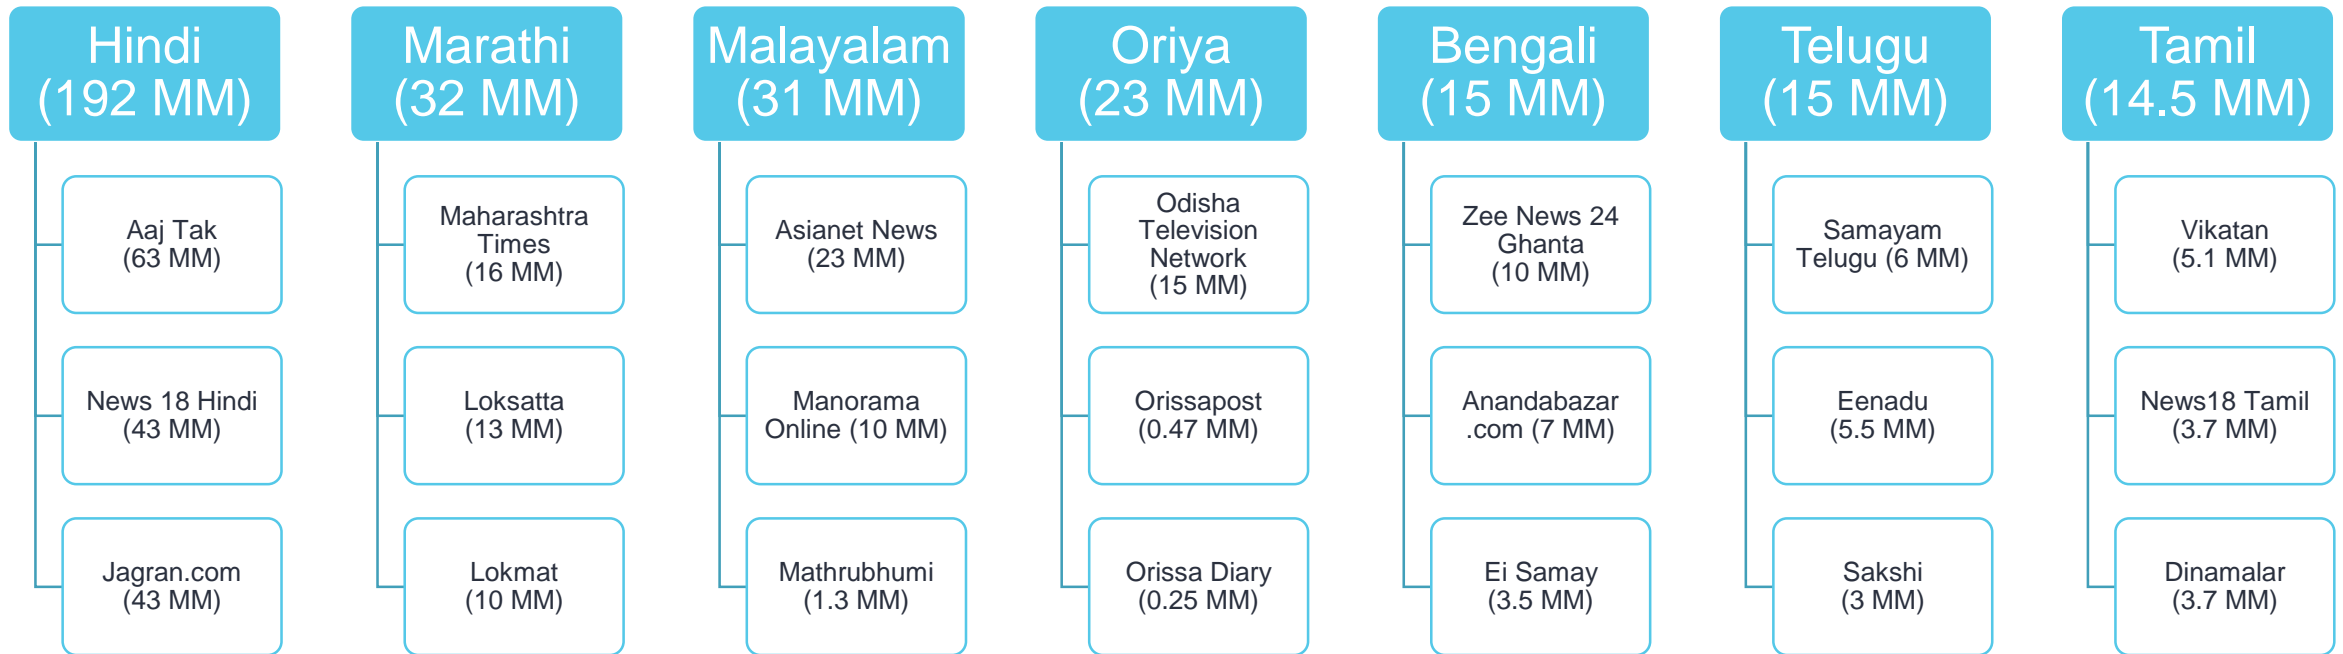 Hindi
(192 MM)
Aaj Tak
(63 MM)
News 18 Hindi
(43 MM)
Jagran.com
(43 MM)
Marathi
(32 MM)
Maharashtra
Times
(16 MM)
Loksatta
(13 MM)
Lokmat
(10 MM)
Malayalam
(31 MM)
Asianet News
(23 MM)
Manorama
Online (10 MM)
Mathrubhumi
(1.3 MM)
Oriya
(23 MM)
Odisha
Television
Network
(15 MM)
Orissapost
(0.47 MM)
Orissa Diary
(0.25 MM)
Bengali
(15 MM)
Zee News 24
Ghanta
(10 MM)
Anandabazar
.com (7 MM)
Ei Samay
(3.5 MM)
Telugu
(15 MM)
Samayam
Telugu (6 MM)
Eenadu
(5.5 MM)
Sakshi
(3 MM)
Tamil
(14.5 MM)
Vikatan
(5.1 MM)
News18 Tamil
(3.7 MM)
Dinamalar
(3.7 MM)